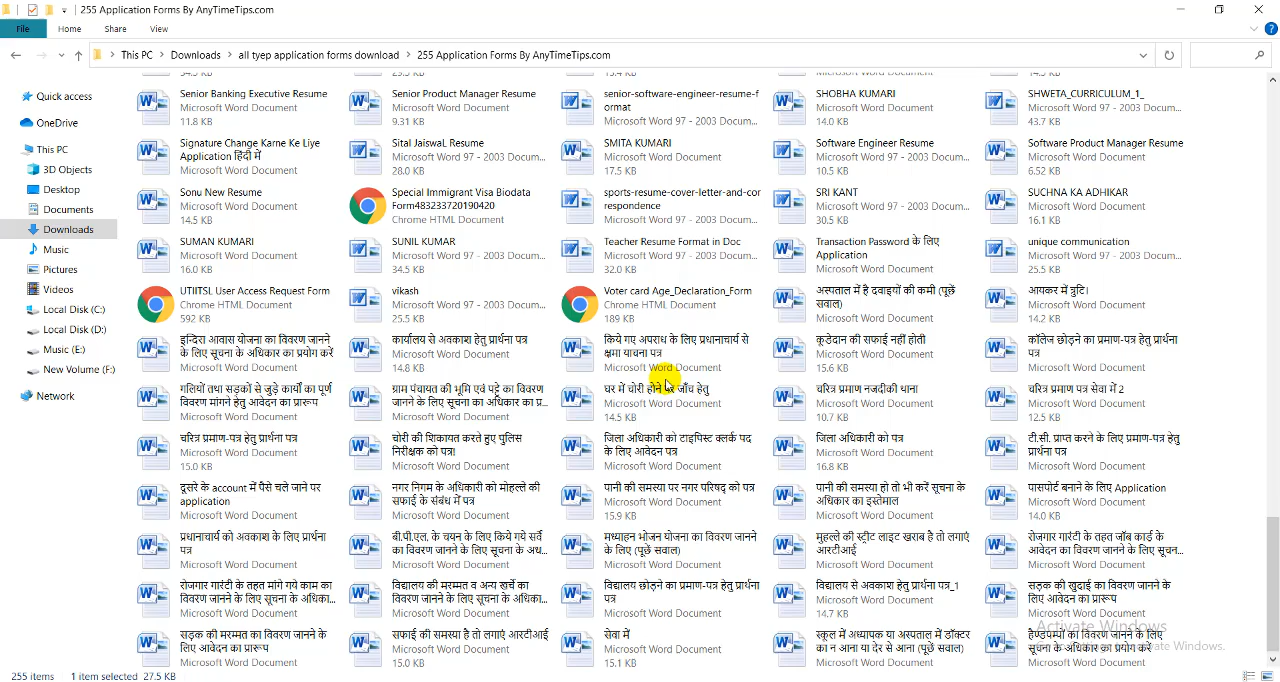 255 Application Forms By AnyTimeTips.com
File Home Share View
This PC > Downloads > all tyep application forms download > 255 Application Forms By AnyTimeTips.com
Quick access
OneDrive
This PC
3D Objects
Desktop
Documents
Downloads
Music
Pictures
Videos
Local Disk (C:)
Local Disk (D:)
Music (E:)
New Volume (F:)
Network
Senior Banking Executive Resume
Microsoft Word Document
11.8 KB
Senior Product Manager Resume
Microsoft Word Document
9.31 KB
senior-software-engineer-resume-f
ormat
Microsoft Word 97 - 2003 Docum...
SHOBHA KUMARI
Microsoft Word Document
14.0 KB
SHWETA_CURRICULUM_1_
Microsoft Word 97 - 2003 Docum...
43.7 KB
Signature Change Karne Ke Liye
Application हिंदी में
Microsoft Word Document
Sital Jaiswal Resume
Microsoft Word 97 - 2003 Docum...
28.0 KB
SMITA KUMARI
Microsoft Word Document
17.5 KB
Software Engineer Resume
Microsoft Word 97 - 2003 Docum...
10.5 KB
Software Product Manager Resume
Microsoft Word Document
6.52 KB
Sonu New Resume
Microsoft Word Document
14.5 KB
Special Immigrant Visa Biodata
Form483233720190420
Chrome HTML Document
sports-resume-cover-letter-and-cor
respondence
Microsoft Word 97 - 2003 Docum...
SRI KANT
Microsoft Word 97 - 2003 Docum...
30.5 KB
SUCHNA KA ADHIKAR
Microsoft Word Document
16.1 KB
SUMAN KUMARI
Microsoft Word Document
16.0 KB
SUNIL KUMAR
Microsoft Word 97 - 2003 Docum...
34.5 KB
Teacher Resume Format in Doc
Microsoft Word 97 - 2003 Docum...
32.0 KB
Transaction Password के लिए
Application
Microsoft Word Document
unique communication
Microsoft Word 97 - 2003 Docum...
25.5 KB
UTIITSL User Access Request Form
Chrome HTML Document
592 KB
vikash
Microsoft Word 97 - 2003 Docum...
25.5 KB
Voter card Age_Declaration_Form
Chrome HTML Document
189 KB
अस्पताल में है दवाइयों की कमी (पूछें
सवाल)
Microsoft Word Document
आयकर में त्रुटि।
Microsoft Word Document
14.2 KB
इन्दिरा आवास योजना का विवरण जानने
के लिए सूचना के अधिकार का प्रयोग करें
Microsoft Word Document
कार्यालय से अवकाश हेतु प्रार्थना पत्र
Microsoft Word Document
14.8 KB
किये गए अपराध के लिए प्रधानाचार्य से
क्षमा याचना पत्र
Microsoft Word Document
कूडेदान की सफाई नहीं होती
Microsoft Word Document
15.6 KB
कॉलेज छोड़ने का प्रमाण-पत्र हेतु प्रार्थना
पत्र
Microsoft Word Document
गलियों तथा सड़कों से जुड़े कार्यों का पूर्ण
विवरण मांगने हेतु आवेदन का प्रारूप
Microsoft Word Document
ग्राम पंचायत की भूमि एवं पट्टे का विवरण
जानने के लिए सूचना का अधिकार का प्र...
Microsoft Word Document
घर में चोरी होने पर जाँच हेतु
Microsoft Word Document
14.5 KB
चरित्र प्रमाण नजदीकी थाना
Microsoft Word Document
10.7 KB
चरित्र प्रमाण पत्र सेवा में 2
Microsoft Word Document
12.5 KB
चरित्र प्रमाण-पत्र हेतु प्रार्थना पत्र
Microsoft Word Document
15.0 KB
चोरी की शिकायत करते हुए पुलिस
निरीक्षक को पत्र!
Microsoft Word Document
जिला अधिकारी को टाइपिस्ट क्लर्क पद
के लिए आवेदन पत्र
Microsoft Word Document
जिला अधिकारी को पत्र
Microsoft Word Document
16.8 KB
टी.सी. प्राप्त करने के लिए प्रमाण-पत्र हेतु
प्रार्थना पत्र
Microsoft Word Document
दूसरे के account में पैसे चले जाने पर
application
Microsoft Word Document
नगर निगम के अधिकारी को मोहल्ले की
सफाई के संबंध में पत्र
Microsoft Word Document
पानी की समस्या पर नगर परिषद् को पत्र
Microsoft Word Document
15.9 KB
पानी की समस्या हो तो भी करें सूचना के
अधिकार का इस्तेमाल
Microsoft Word Document
पासपोर्ट बनाने के लिए Application
Microsoft Word Document
14.0 KB
प्रधानाचार्य को अवकाश के लिए प्रार्थना
पत्र
Microsoft Word Document
बी.पी.एल. के चयन के लिए किये गये सर्वे
का विवरण जानने के लिए सूचना के अध...
Microsoft Word Document
मध्याहन भोजन योजना का विवरण जानने
के लिए (पूछें सवाल)
Microsoft Word Document
मुहल्ले की स्ट्रीट लाइट खराब है तो लगाएं
आरटीआई
Microsoft Word Document
रोजगार गारंटी के तहत जॉब कार्ड के
आवेदन का विवरण जानने के लिए सूचन...
Microsoft Word Document
रोजगार गारंटी के तहत मांगे गये काम का
विवरण जानने के लिए सूचना के अधिका...
Microsoft Word Document
विद्यालय की मरम्मत व अन्य खर्चे का
विवरण जानने के लिए सूचना के अधिका...
Microsoft Word Document
विद्यालय छोड़ने का प्रमाण-पत्र हेतु प्रार्थना
पत्र
Microsoft Word Document
विद्यालय से अवकाश हेतु प्रार्थना पत्र_1
Microsoft Word Document
14.7 KB
सड़क की खुदाई का विवरण जानने के
लिए आवेदन का प्रारूप
Microsoft Word Document
सड़क की मरम्मत का विवरण जानने के
लिए आवेदन का प्रारूप
Microsoft Word Document
की समस्या है तो लगाएं आरटीआई
Microsoft Word Document
15.0 KB
सेवा में
Microsoft Word Document
15.1 KB
स्कूल में अध्यापक या अस्पताल में डॉक्टर
का न आना या देर से आना (पूछें सवाल)
Microsoft Word Document
हैण्डपम्पों का विवरण जानने के लिए
सूचना के अधिकार का प्रयोग करें
Microsoft Word Document
Activate Windows
255 items 1 item selected 27.5 KB